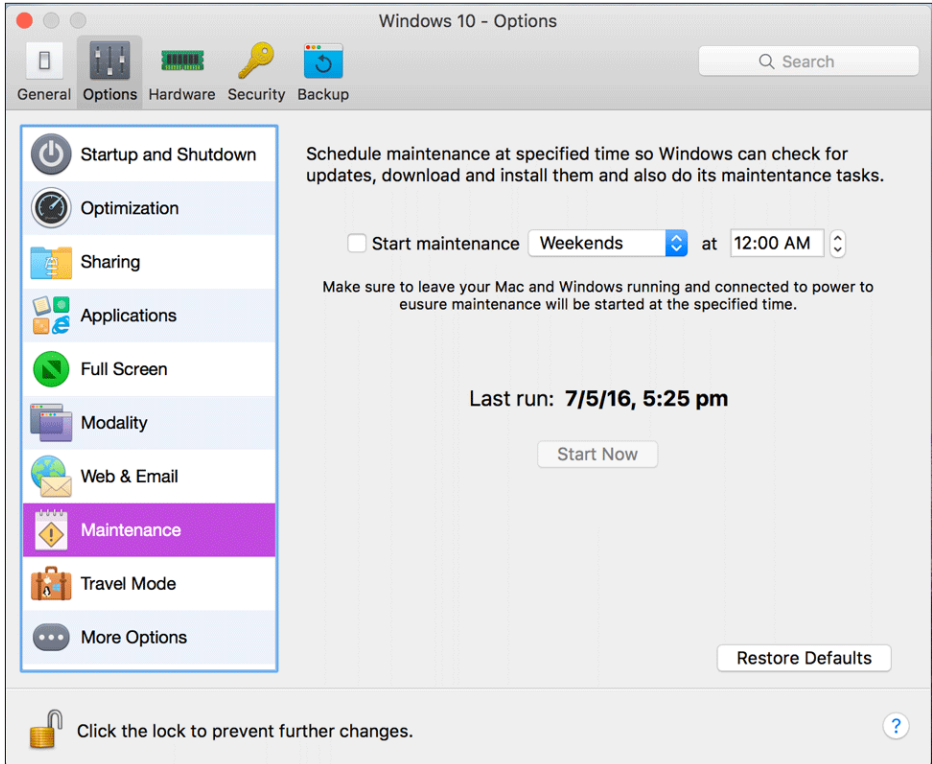 Windows 10 - Options
Search
General Options Hardware Security Backup
Startup and Shutdown
Optimization
Sharing
Applications
Full Screen
Modality
Web & Email
Maintenance
Travel Mode
More Options
Schedule maintenance at specified time so Windows can check for
updates, download and install them and also do its maintentance tasks.
Start maintenance Weekends at 12:00 AM
Make sure to leave your Mac and Windows running and connected to power to
eusure maintenance will be started at the specified time.
Last run: 7/5/16, 5:25 pm
Start Now
Restore Defaults
Click the lock to prevent further changes.
?